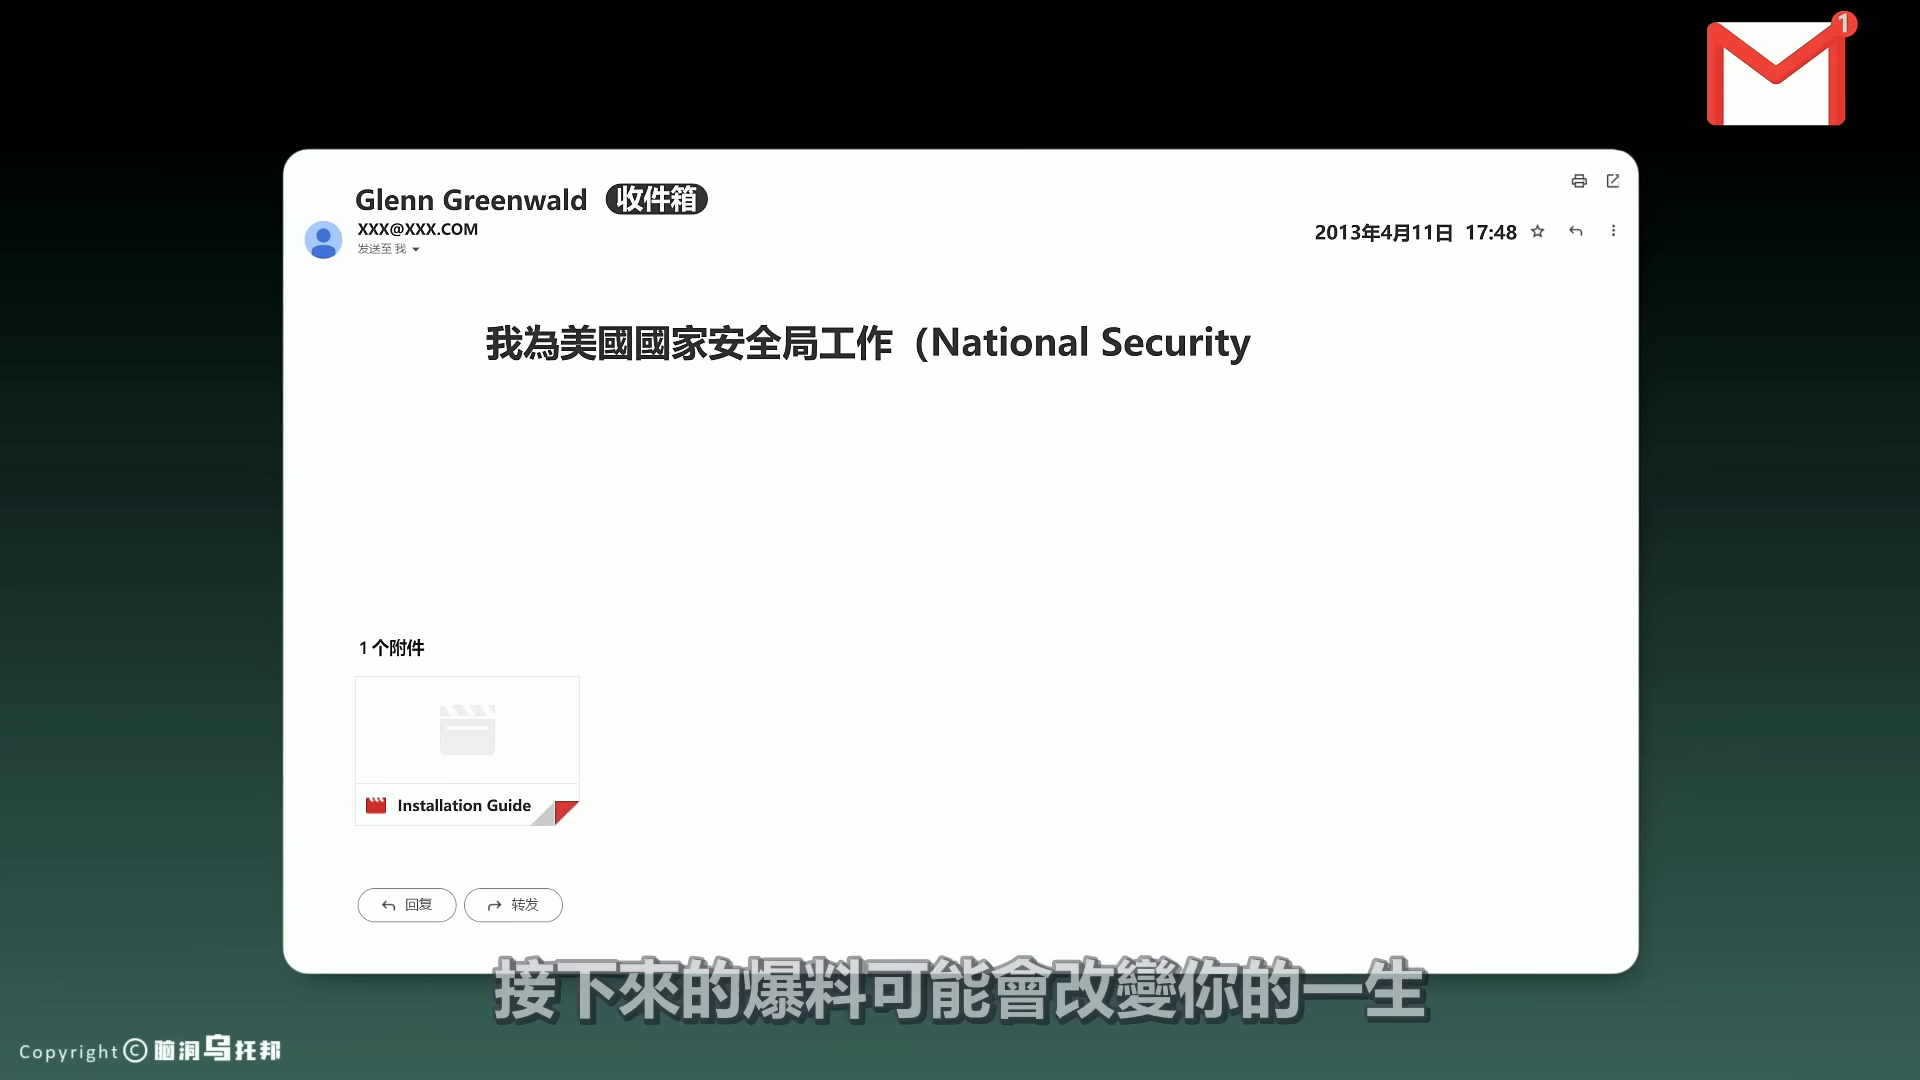 1
Glenn Greenwald 收件箱
XXX@XXX.COM
发送至 我
2013年4月11日 17:48
我為美國國家安全局工作（National Security
1 个附件
Installation Guide
回复
转发
接下來的爆料可能會改變你的一生
Copyright © 脑洞乌托邦